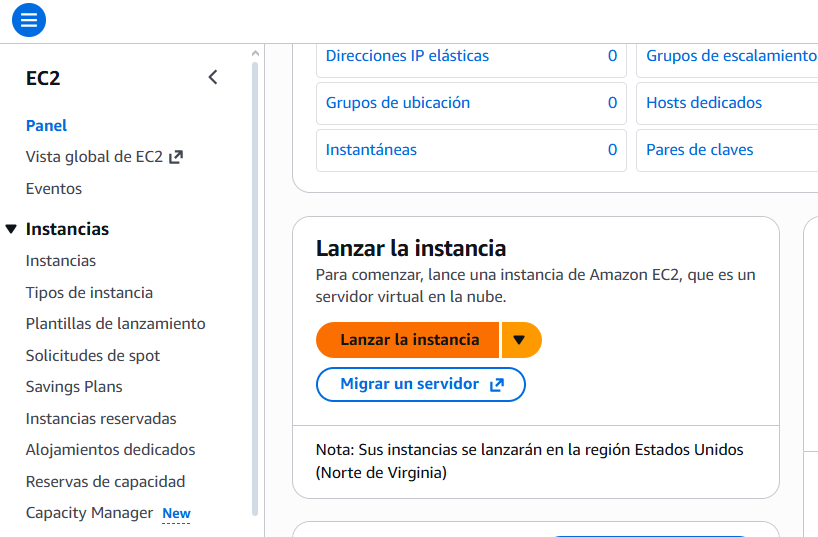 EC2
Panel
Vista global de EC2
Eventos
Instancias
Instancias
Tipos de instancia
Plantillas de lanzamiento
Solicitudes de spot
Savings Plans
Instancias reservadas
Alojamientos dedicados
Reservas de capacidad
Capacity Manager New
Direcciones IP elásticas 0
Grupos de escalamiento
Grupos de ubicación 0
Hosts dedicados
Instantáneas 0
Pares de claves
Lanzar la instancia
Para comenzar, lance una instancia de Amazon EC2, que es un
servidor virtual en la nube.
Lanzar la instancia
Migrar un servidor
Nota: Sus instancias se lanzarán en la región Estados Unidos
(Norte de Virginia)